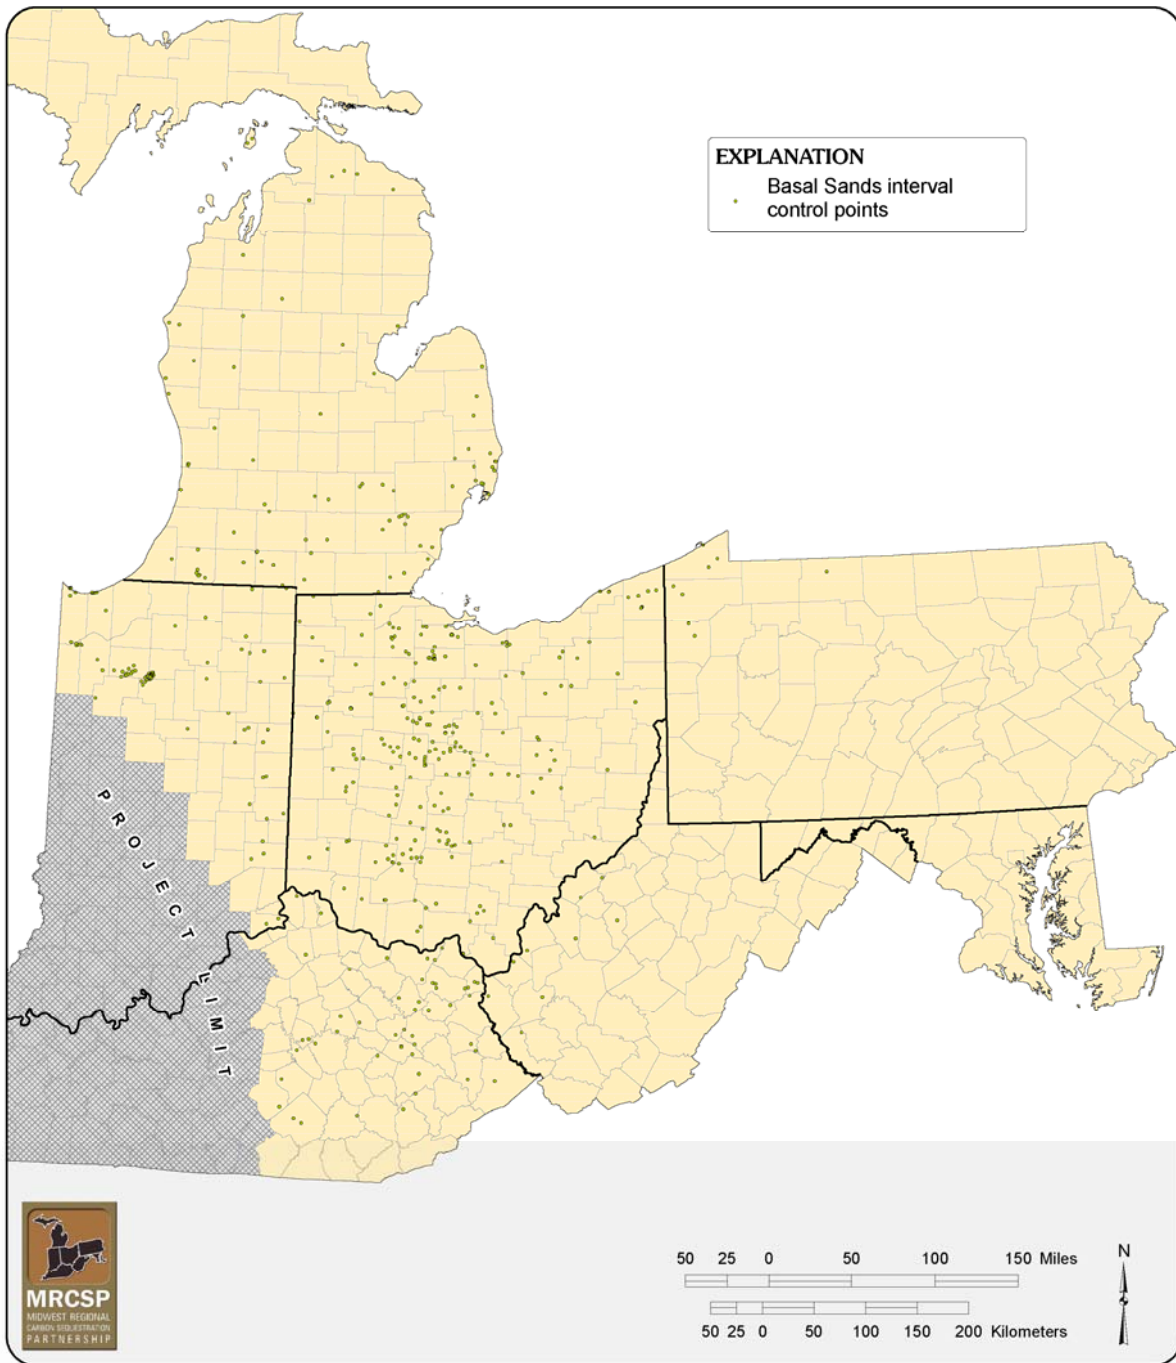 EXPLANATION
Basal Sands interval
control points
PROJECT LIMIT
MRCSP
MIDWEST REGIONAL
CARBON SEQUESTRATION
PARTNERSHIP
50 25 0 50 100 150 Miles
50 25 0 50 100 150 200 Kilometers
N